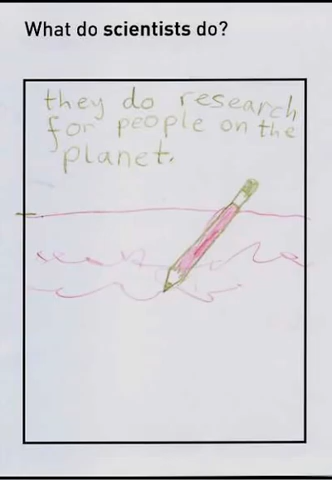 What do scientists do?
they do research
for people on the
planet.